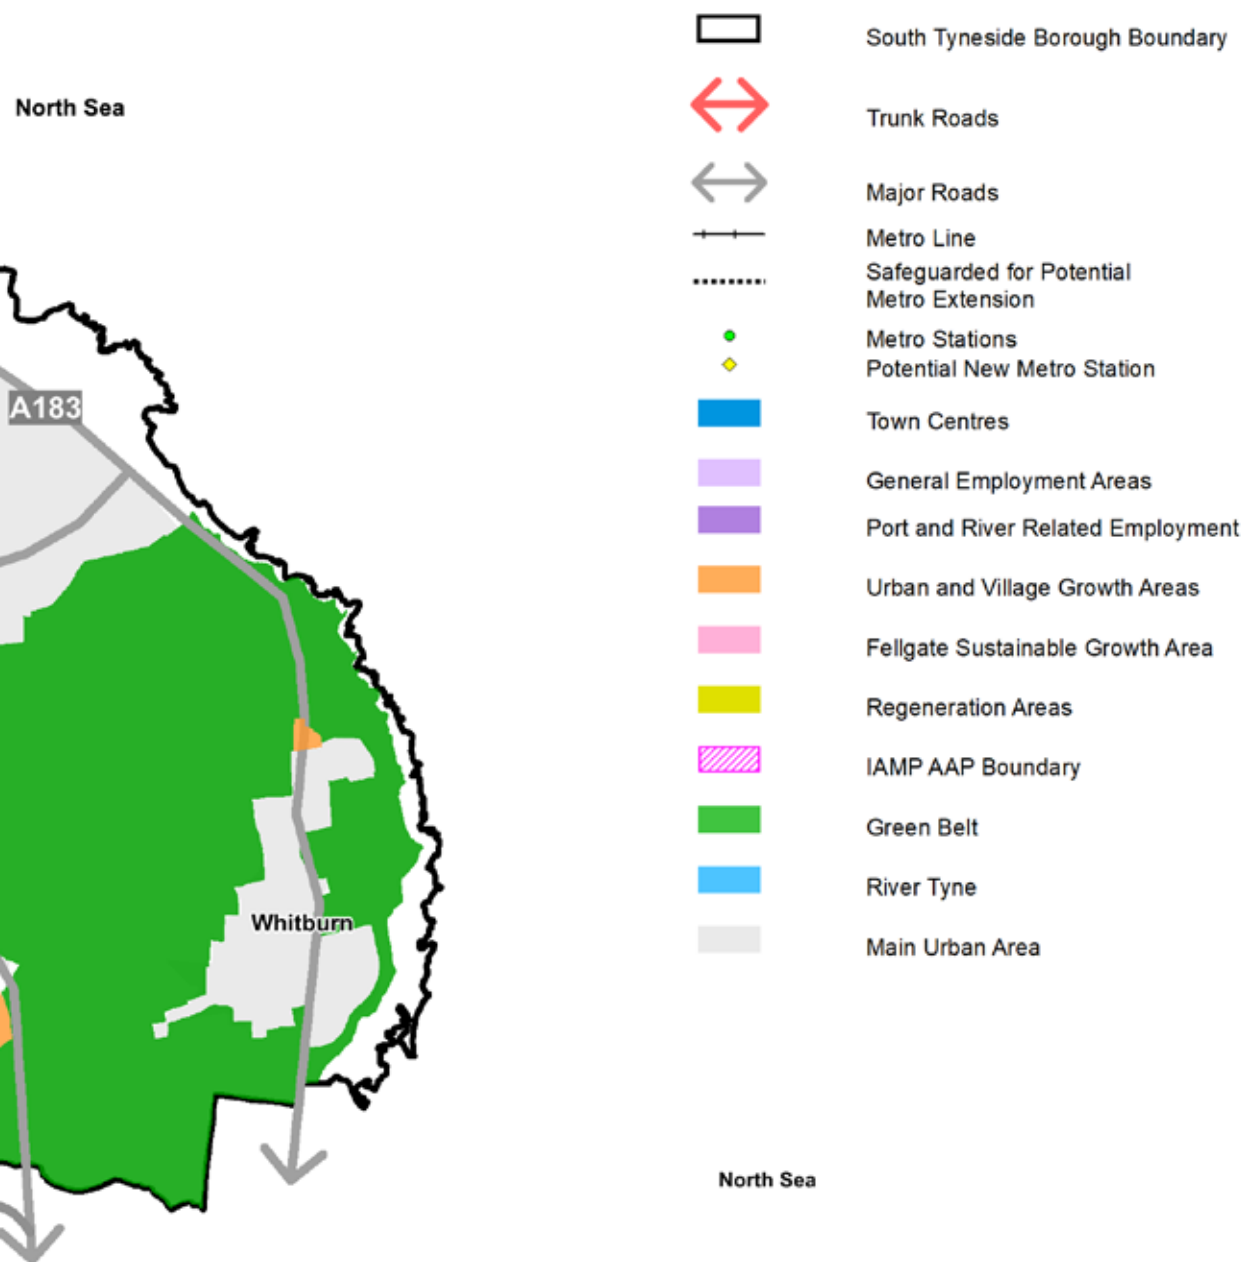 South Tyneside Borough Boundary
North Sea
Trunk Roads
Major Roads
Metro Line
Safeguarded for Potential
Metro Extension
Metro Stations
Potential New Metro Station
A183
Town Centres
General Employment Areas
Port and River Related Employment
Urban and Village Growth Areas
Fellgate Sustainable Growth Area
Regeneration Areas
IAMP AAP Boundary
Green Belt
River Tyne
Whitburn
Main Urban Area
North Sea